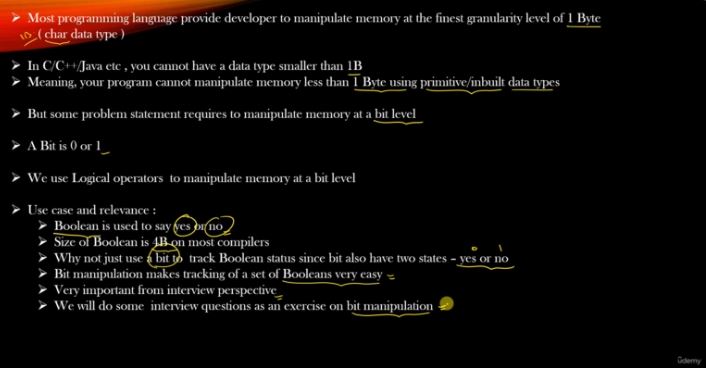 ➤ Most programming language provide developer to manipulate memory at the finest granularity level of 1 Byte
( char data type )
➤ In C/C++/Java etc , you cannot have a data type smaller than 1B
➤ Meaning, your program cannot manipulate memory less than 1 Byte using primitive/inbuilt data types
➤ But some problem statement requires to manipulate memory at a bit level
➤ A Bit is 0 or 1
➤ We use Logical operators to manipulate memory at a bit level
➤ Use case and relevance :
➤ Boolean is used to say yes or no
➤ Size of Boolean is 4B on most compilers
➤ Why not just use a bit to track Boolean status since bit also have two states – yes or no
➤ Bit manipulation makes tracking of a set of Booleans very easy
➤ Very important from interview perspective
➤ We will do some interview questions as an exercise on bit manipulation
ûdemy